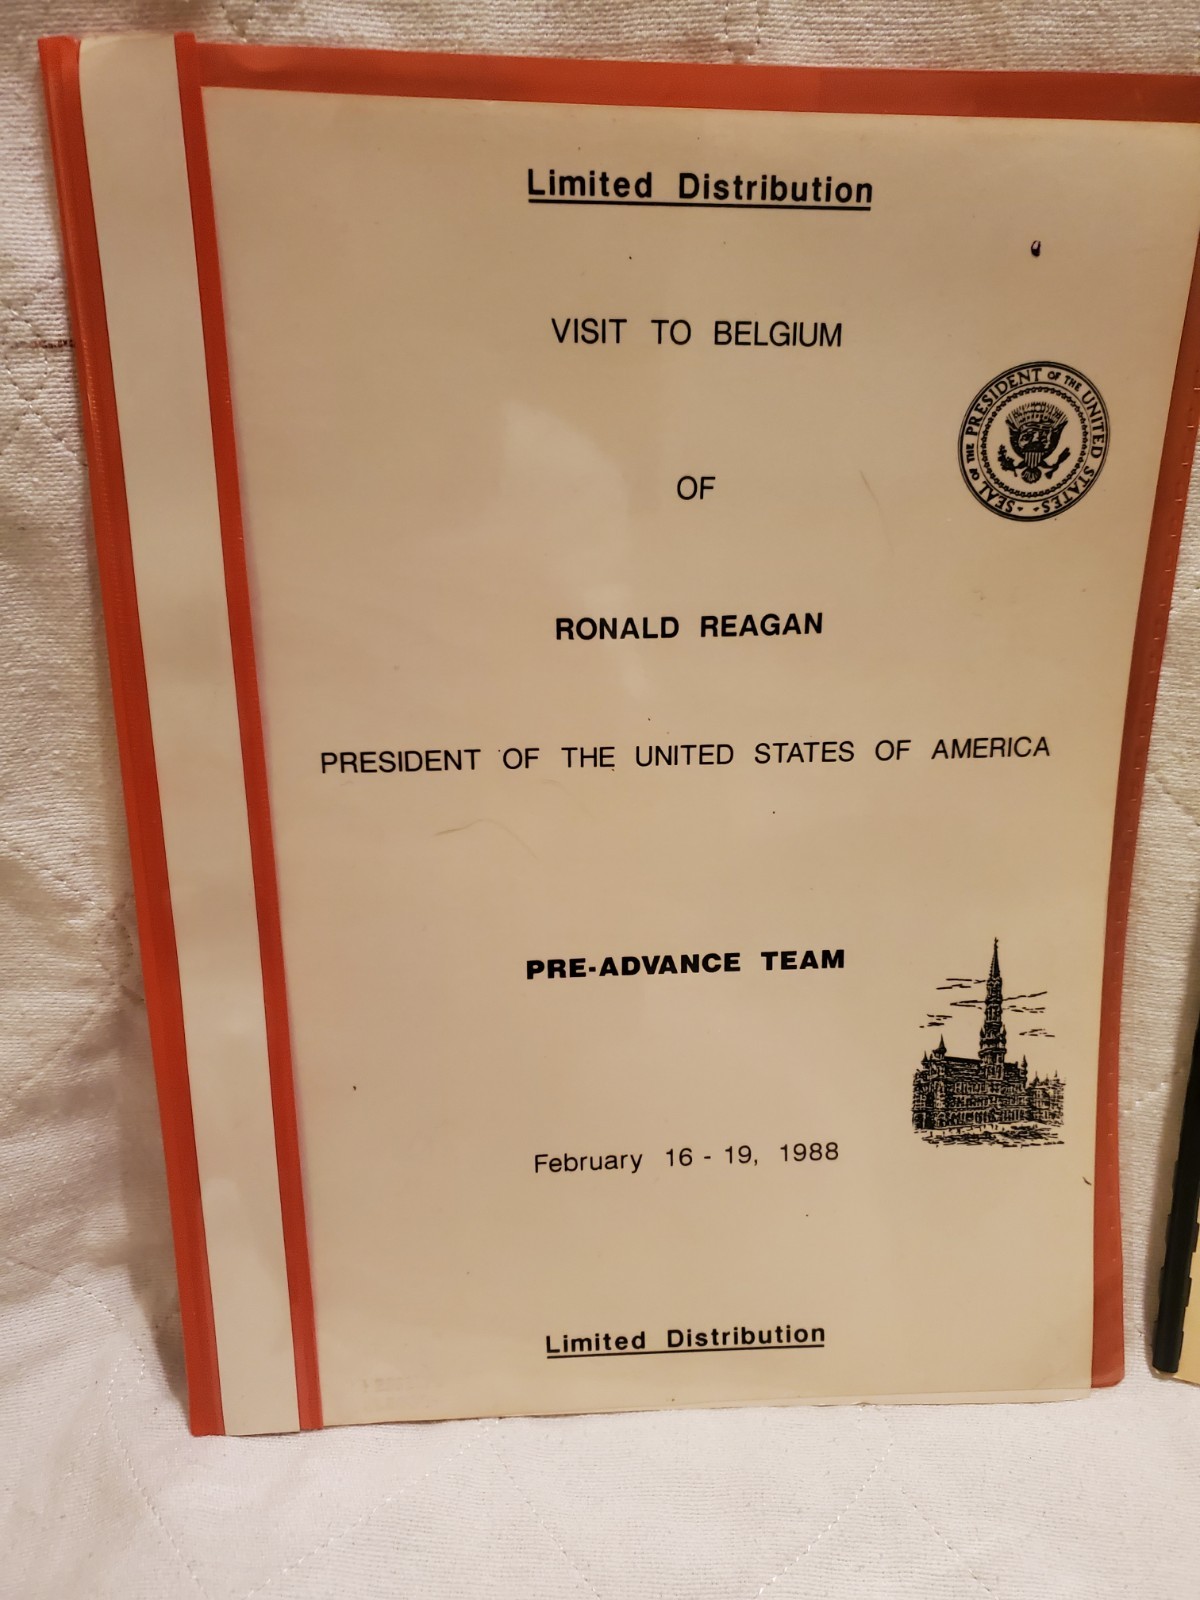 Limited Distribution
VISIT TO BELGIUM
OF
SEAL OF THE PRESIDENT OF THE UNITED STATES
RONALD REAGAN
PRESIDENT OF THE UNITED STATES OF AMERICA
PRE-ADVANCE TEAM
February 16 - 19, 1988
Limited Distribution